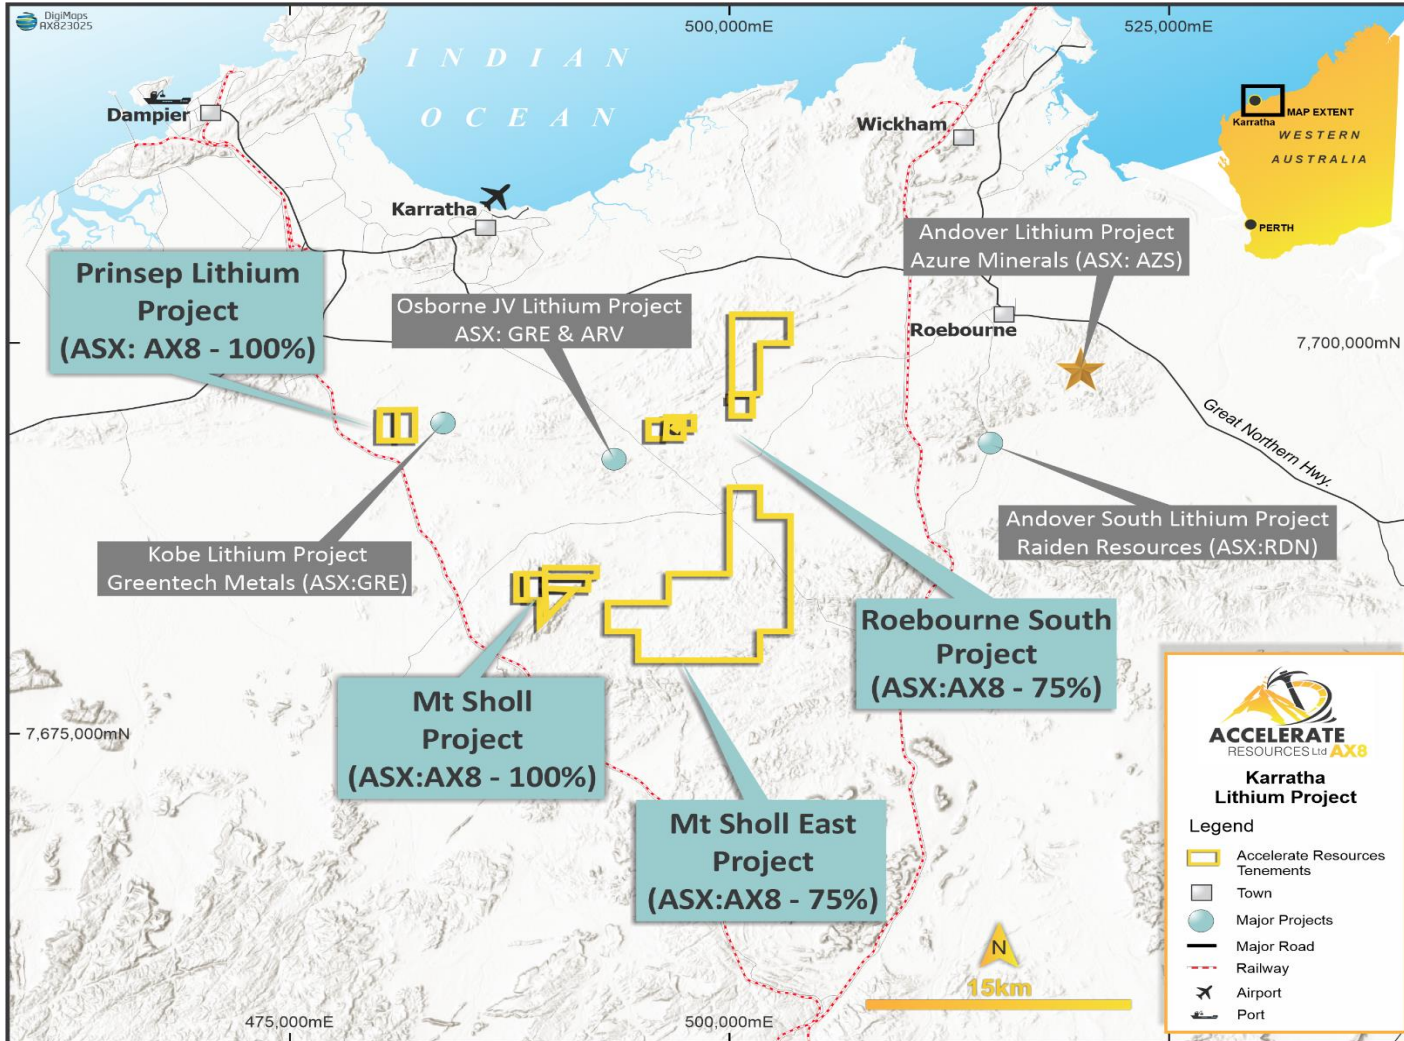 DigiMaps
AX823025
500,000mE
525,000mE
INDIAN
OCEAN
Dampier
Wickham
Karratha
MAP EXTENT
Karratha
WESTERN
AUSTRALIA
PERTH
Andover Lithium Project
Azure Minerals (ASX: AZS)
Prinsep Lithium
Project
(ASX: AX8 - 100%)
Osborne JV Lithium Project
ASX: GRE & ARV
Roebourne
7,700,000mN
Great Northern Hwy.
Kobe Lithium Project
Greentech Metals (ASX:GRE)
Andover South Lithium Project
Raiden Resources (ASX:RDN)
Roebourne South
Project
(ASX:AX8 - 75%)
Mt Sholl
Project
(ASX:AX8 - 100%)
7,675,000mN
Mt Sholl East
Project
(ASX:AX8 - 75%)
N
15km
475,000mE
500,000mE
ACCELERATE
RESOURCES Ltd AX8
Karratha
Lithium Project
Legend
Accelerate Resources
Tenements
Town
Major Projects
Major Road
Railway
Airport
Port